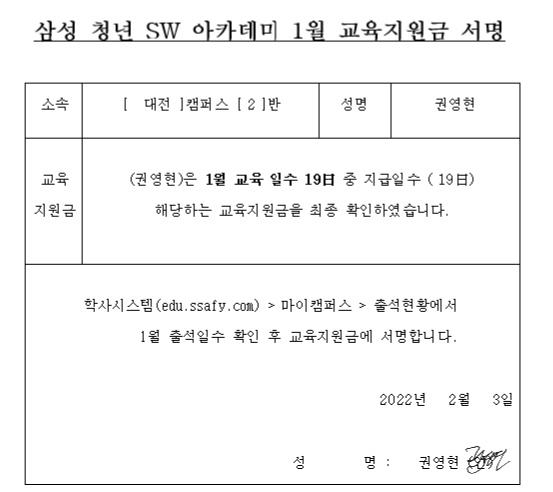 삼성 청년 SW 아카데미 1월 교육지원금 서명
소속
[ 대전 ]캠퍼스 [ 2 ]반
성명
권영현
교육
지원금
(권영현)은 1월 교육 일수 19日 중 지급일수 ( 19日)
해당하는 교육지원금을 최종 확인하였습니다.
학사시스템(edu.ssafy.com) > 마이캠퍼스 > 출석현황에서
1월 출석일수 확인 후 교육지원금에 서명합니다.
2022년 2월 3일
성 명 : 권영현